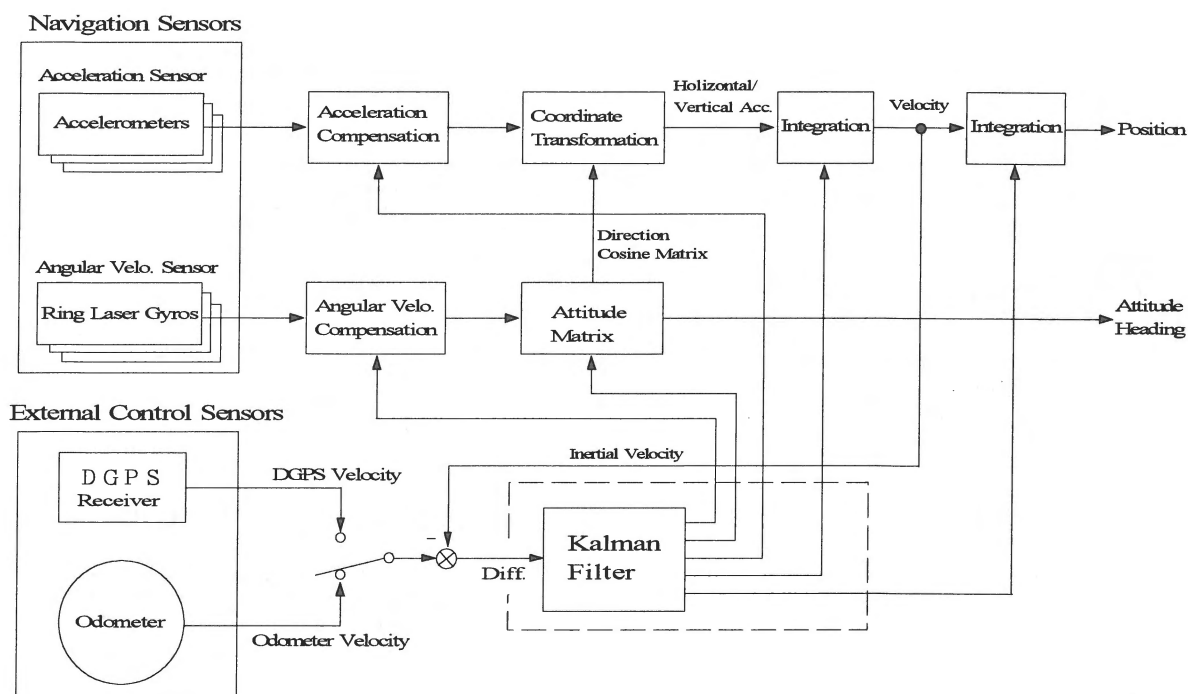 Navigation Sensors
Acceleration Sensor
Accelerometers
Acceleration
Compensation
Coordinate
Transformation
Holizontal/
Vertical Acc.
Integration
Velocity
Integration
Position
Direction
Cosine Matrix
Angular Velo. Sensor
Ring Laser Gyros
Angular Velo.
Compensation
Attitude
Matrix
Attitude
Heading
External Control Sensors
DGPS
Receiver
DGPS Velocity
Inertial Velocity
−
Diff.
Kalman
Filter
Odometer
Odometer Velocity